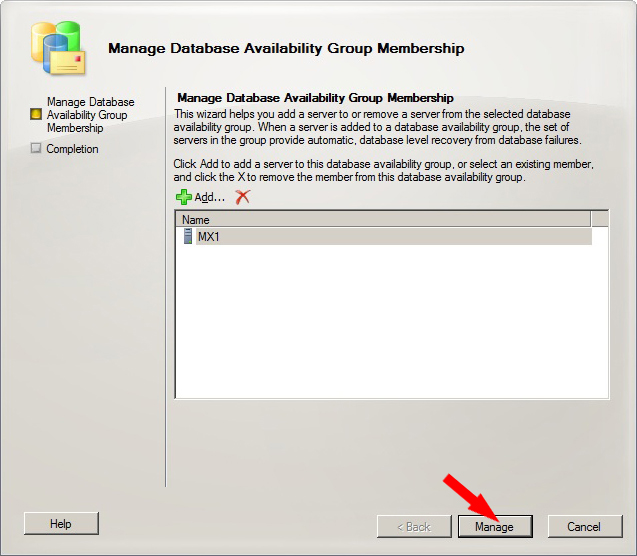 Manage Database Availability Group Membership
Manage Database
Availability Group
Membership
Completion
Manage Database Availability Group Membership
This wizard helps you add a server to or remove a server from the selected database
availability group. When a server is added to a database availability group, the set of
servers in the group provide automatic, database level recovery from database failures.
Click Add to add a server to this database availability group, or select an existing member,
and click the X to remove the member from this database availability group.
Add...
Name
MX1
Help
< Back
Manage
Cancel